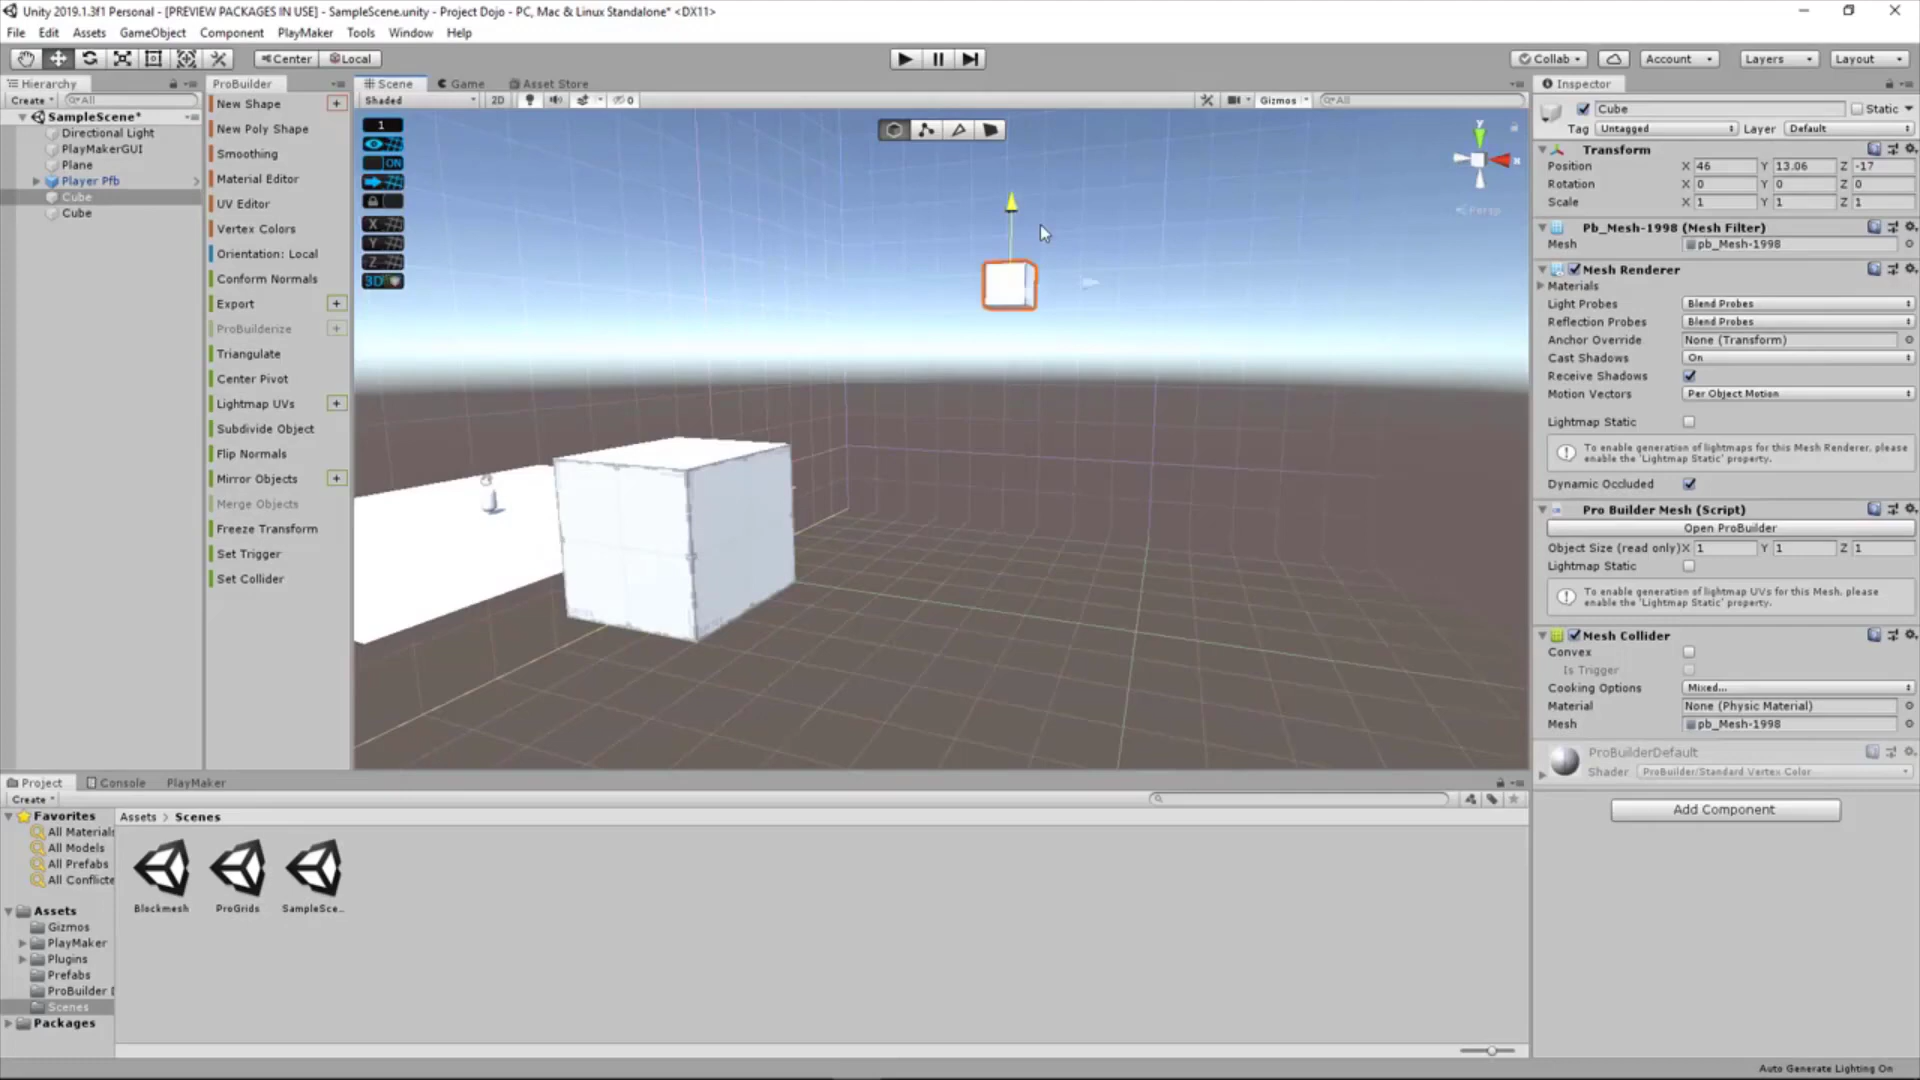 Unity 2019.1.3f1 Personal - [PREVIEW PACKAGES IN USE] - SampleScene.unity - Project Dojo - PC, Mac & Linux Standalone* <DX11>
File Edit Assets GameObject Component PlayMaker Tools Window Help
Center Local Collab Account Layers Layout
Hierarchy
Create All
SampleScene*
Directional Light
PlayMakerGUI
Plane
Player Pfb
Cube
Cube
ProBuilder
New Shape +
New Poly Shape
Smoothing
Material Editor
UV Editor
Vertex Colors
Orientation: Local
Conform Normals
Export +
ProBuilderize +
Triangulate
Center Pivot
Lightmap UVs +
Subdivide Object
Flip Normals
Mirror Objects +
Merge Objects
Freeze Transform
Set Trigger
Set Collider
Scene Game Asset Store
Shaded 2D 0 Gizmos All
1
ON
X
Y
Z
3D
y
x
Persp
Inspector
Cube Static
Tag Untagged Layer Default
Transform
Position X 46 Y 13.06 Z -17
Rotation X 0 Y 0 Z 0
Scale X 1 Y 1 Z 1
Pb_Mesh-1998 (Mesh Filter)
Mesh pb_Mesh-1998
Mesh Renderer
Materials
Light Probes Blend Probes
Reflection Probes Blend Probes
Anchor Override None (Transform)
Cast Shadows On
Receive Shadows
Motion Vectors Per Object Motion
Lightmap Static
To enable generation of lightmaps for this Mesh Renderer, please
enable the 'Lightmap Static' property.
Dynamic Occluded
Pro Builder Mesh (Script)
Open ProBuilder
Object Size (read only) X 1 Y 1 Z 1
Lightmap Static
To enable generation of lightmap UVs for this Mesh, please
enable the 'Lightmap Static' property.
Mesh Collider
Convex
Is Trigger
Cooking Options Mixed...
Material None (Physic Material)
Mesh pb_Mesh-1998
ProBuilderDefault
Shader ProBuilder/Standard Vertex Color
Add Component
Project Console PlayMaker
Create
Favorites
All Materials
All Models
All Prefabs
All Conflicte
Assets
Gizmos
PlayMaker
Plugins
Prefabs
ProBuilder D
Scenes
Packages
Assets > Scenes
Blockmesh ProGrids SampleSce...
Auto Generate Lighting On